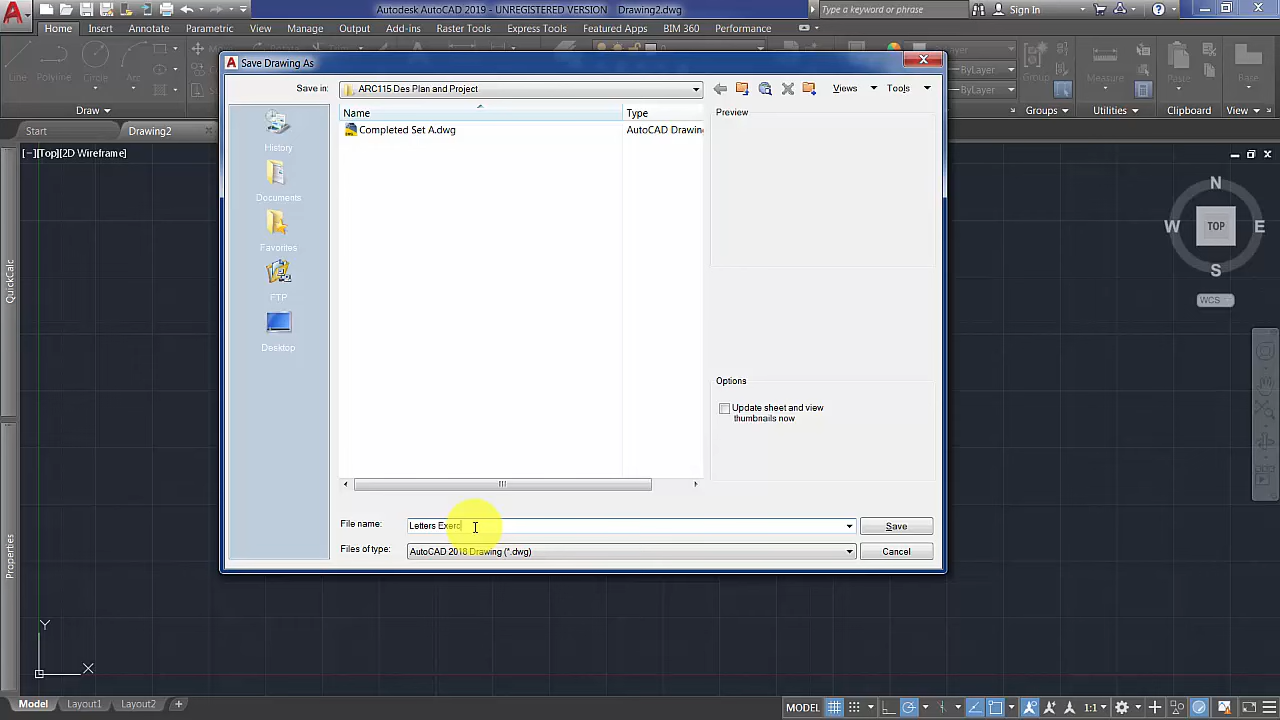 Autodesk AutoCAD 2019 - UNREGISTERED VERSION Drawing2.dwg
Type a keyword or phrase
Sign In
Home Insert Annotate Parametric View Manage Output Add-ins Raster Tools Express Tools Featured Apps BIM 360 Performance
Line Polyline Circle Arc
Draw
Group
Utilities
Clipboard
Base
ByLayer
ByLayer
ByLayer
Groups Utilities Clipboard View
Start Drawing2
[−][Top][2D Wireframe]
Save Drawing As
Save in: ARC115 Des Plan and Project
Views Tools
Name Type
Completed Set A.dwg AutoCAD Drawing
Preview
History
Documents
Favorites
FTP
Desktop
Options
Update sheet and view
thumbnails now
File name: Letters Exerc
Save
Files of type: AutoCAD 2018 Drawing (*.dwg)
Cancel
N
W TOP E
S
WCS
QuickCalc
Properties
Y
X
Model Layout1 Layout2
MODEL 1:1